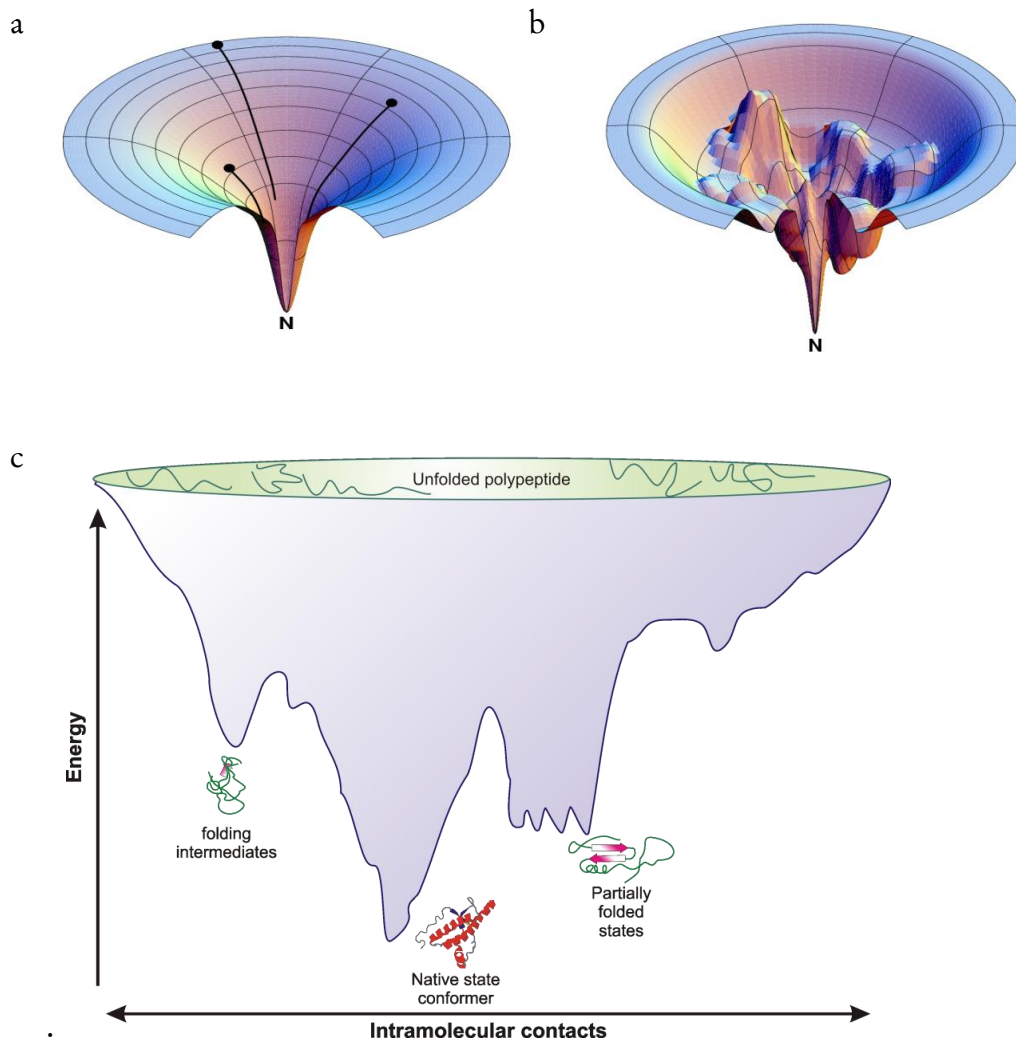 a
b
N
N
c
Unfolded polypeptide
Energy
folding
intermediates
Partially
folded
states
Native state
conformer
.
Intramolecular contacts